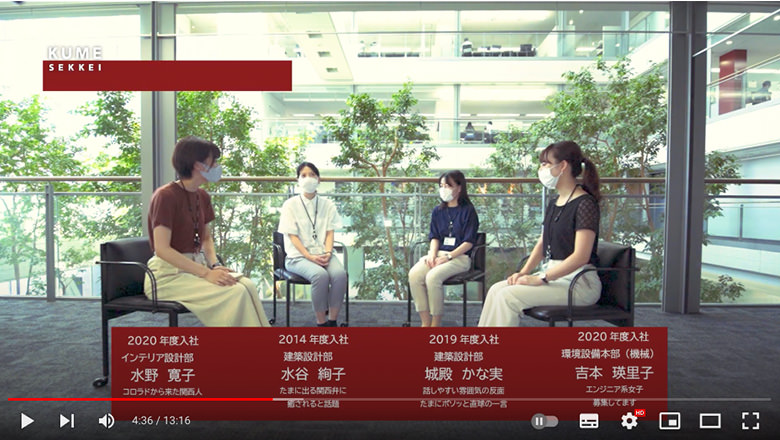 KUME
SEKKEI
2020年度入社
インテリア設計部
水野 寛子
コロラドから来た関西人
2014年度入社
建築設計部
水谷 絢子
たまに出る関西弁に
癒されると話題
2019年度入社
建築設計部
城殿 かな実
話しやすい雰囲気の反面
たまにボソッと直球の一言
2020年度入社
環境設備本部（機械）
吉本 瑛里子
エンジニア系女子
募集してます
4:36 / 13:16
HD